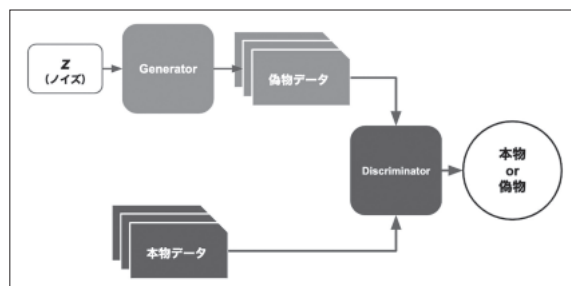 z
(ノイズ)
Generator
偽物データ
Discriminator
本物
or
偽物
本物データ